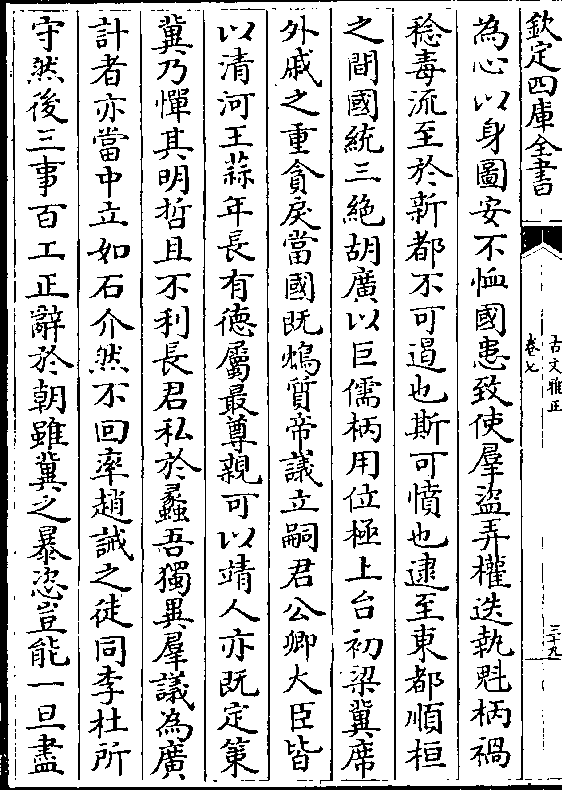 欽定四庫全書
古文雅正
卷七
三十九
為心以身圖安不恤國患致使羣盜弄權迭執魁柄禍
稔毒流至於新都不可遏也斯可憤也逮至東都順桓
之間國統三絶胡廣以巨儒柄用位極上台初梁冀席
外戚之重貪戾當國既鴆質帝議立嗣君公卿大臣皆
以清河王蒜年長有德屬最尊親可以靖人亦既定策
冀乃憚其明哲且不利長君私於蠡吾獨異羣議為廣
計者亦當中立如石介然不回率趙誡之徒同李杜所
守然後三事百工正辭於朝雖冀之暴恣豈能一旦盡